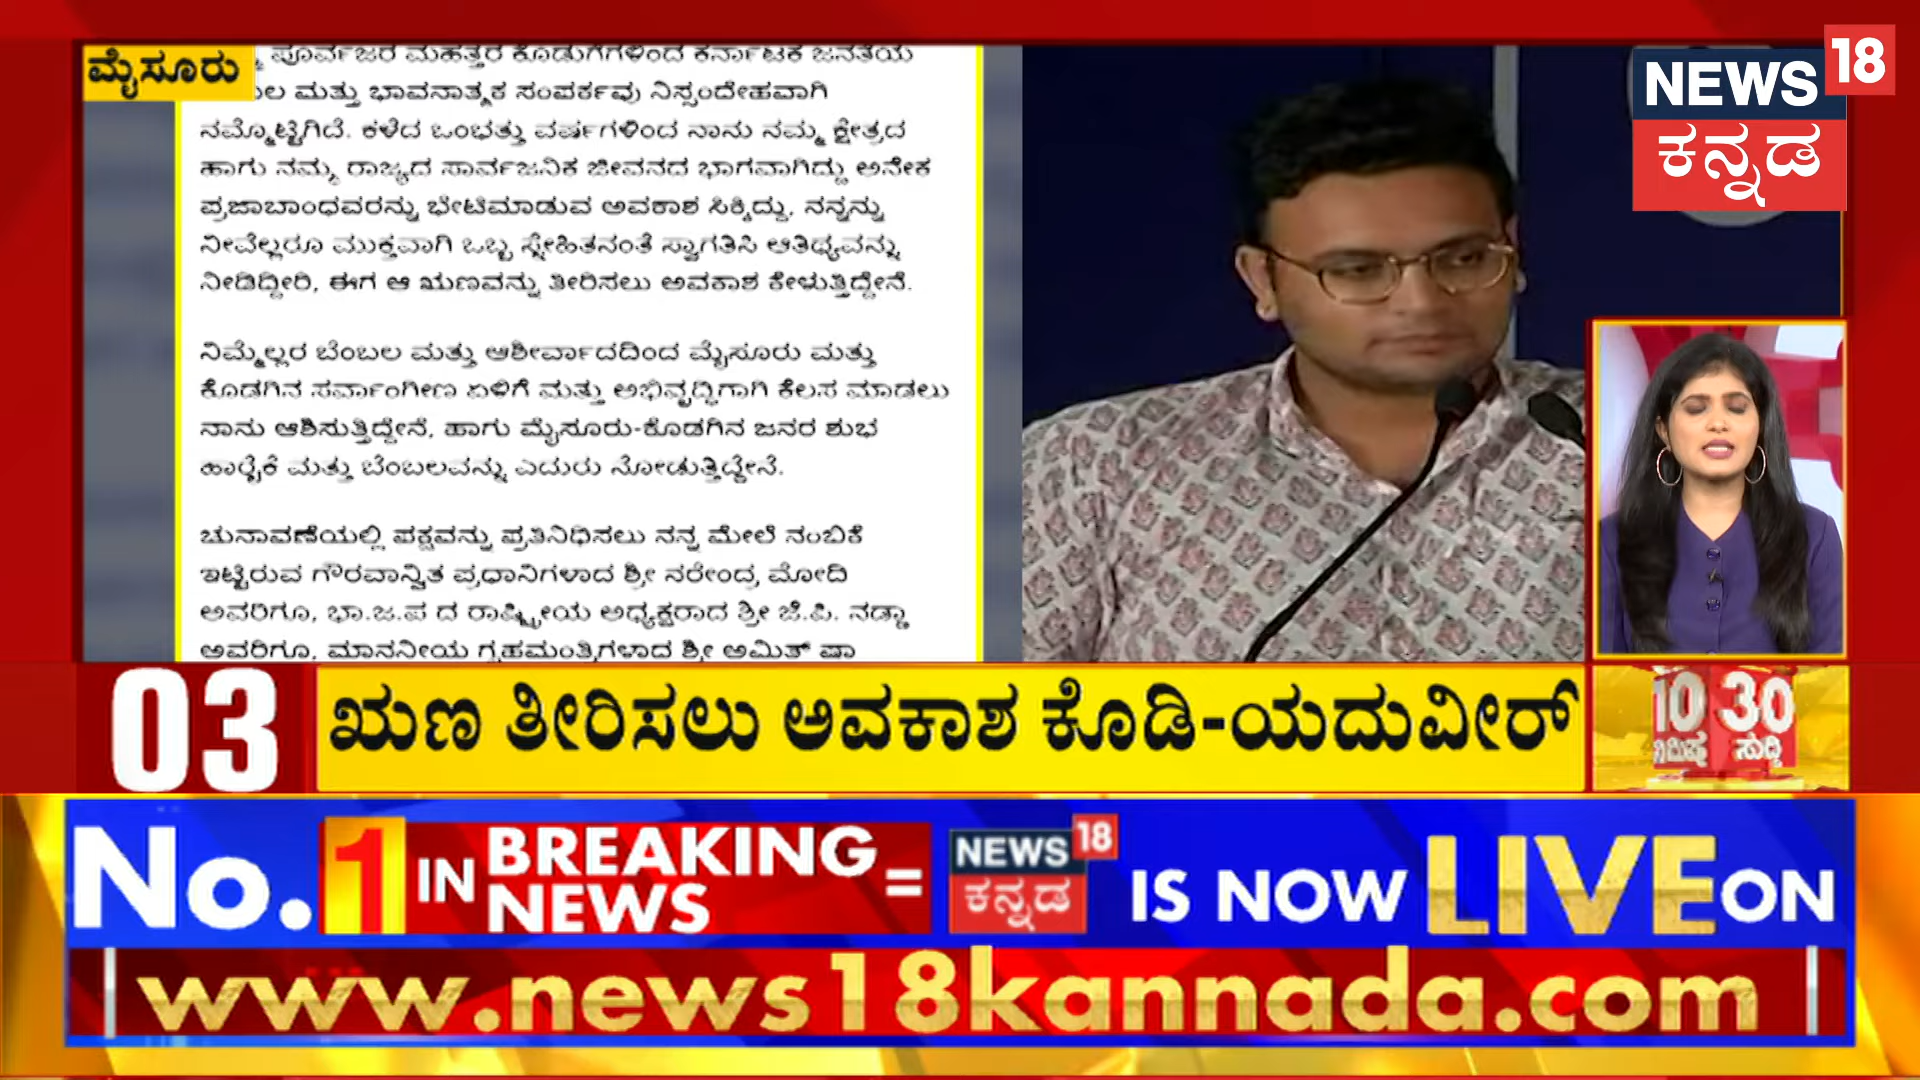 ಮೈಸೂರು
ಪೂರ್ವಜರ ಮಹತ್ತರ ಕೊಡುಗೆಗಳಿಂದ ಕರ್ನಾಟಕ ಜನತೆಯ
ಮತ್ತು ಭಾವನಾತ್ಮಕ ಸಂಪರ್ಕವು ನಿಸ್ಸಂದೇಹವಾಗಿ
ನಮ್ಮೊಟ್ಟಿಗಿದೆ. ಕಳೆದ ಒಂಭತ್ತು ವರ್ಷಗಳಿಂದ ನಾನು ನಮ್ಮ ಕ್ಷೇತ್ರದ
ಹಾಗು ನಮ್ಮ ರಾಜ್ಯದ ಸಾರ್ವಜನಿಕ ಜೀವನದ ಭಾಗವಾಗಿದ್ದು ಅನೇಕ
ಪ್ರಜಾಬಾಂಧವರನ್ನು ಭೇಟಿಮಾಡುವ ಅವಕಾಶ ಸಿಕ್ಕಿದ್ದು, ನನ್ನನ್ನು
ನೀವೆಲ್ಲರೂ ಮುಕ್ತವಾಗಿ ಒಬ್ಬ ಸ್ನೇಹಿತನಂತೆ ಸ್ವಾಗತಿಸಿ ಆತಿಥ್ಯವನ್ನು
ನೀಡಿದ್ದೀರಿ, ಈಗ ಆ ಋಣವನ್ನು ತೀರಿಸಲು ಅವಕಾಶ ಕೇಳುತ್ತಿದ್ದೇನೆ.
ನಿಮ್ಮೆಲ್ಲರ ಬೆಂಬಲ ಮತ್ತು ಆಶೀರ್ವಾದದಿಂದ ಮೈಸೂರು ಮತ್ತು
ಕೊಡಗಿನ ಸರ್ವಾಂಗೀಣ ಏಳಿಗೆ ಮತ್ತು ಅಭಿವೃದ್ಧಿಗಾಗಿ ಕೆಲಸ ಮಾಡಲು
ನಾನು ಆಶಿಸುತ್ತಿದ್ದೇನೆ, ಹಾಗು ಮೈಸೂರು-ಕೊಡಗಿನ ಜನರ ಶುಭ
ಹಾರೈಕೆ ಮತ್ತು ಬೆಂಬಲವನ್ನು ಎದುರು ನೋಡುತ್ತಿದ್ದೇನೆ.
ಚುನಾವಣೆಯಲ್ಲಿ ಪಕ್ಷವನ್ನು ಪ್ರತಿನಿಧಿಸಲು ನನ್ನ ಮೇಲೆ ನಂಬಿಕೆ
ಇಟ್ಟಿರುವ ಗೌರವಾನ್ವಿತ ಪ್ರಧಾನಿಗಳಾದ ಶ್ರೀ ನರೇಂದ್ರ ಮೋದಿ
ಅವರಿಗೂ, ಭಾ.ಜ.ಪ ದ ರಾಷ್ಟ್ರೀಯ ಅಧ್ಯಕ್ಷರಾದ ಶ್ರೀ ಜೆ.ಪಿ. ನಡ್ಡಾ
ಅವರಿಗೂ, ಮಾನನೀಯ ಗೃಹಮಂತ್ರಿಗಳಾದ ಶ್ರೀ ಅಮಿತ್ ಷಾ
NEWS 18
ಕನ್ನಡ
03 ಋಣ ತೀರಿಸಲು ಅವಕಾಶ ಕೊಡಿ-ಯದುವೀರ್
10 30
ನಿಮಿಷ ಸುದ್ದಿ
No.1 IN BREAKING NEWS = NEWS 18 ಕನ್ನಡ IS NOW LIVE ON
www.news18kannada.com